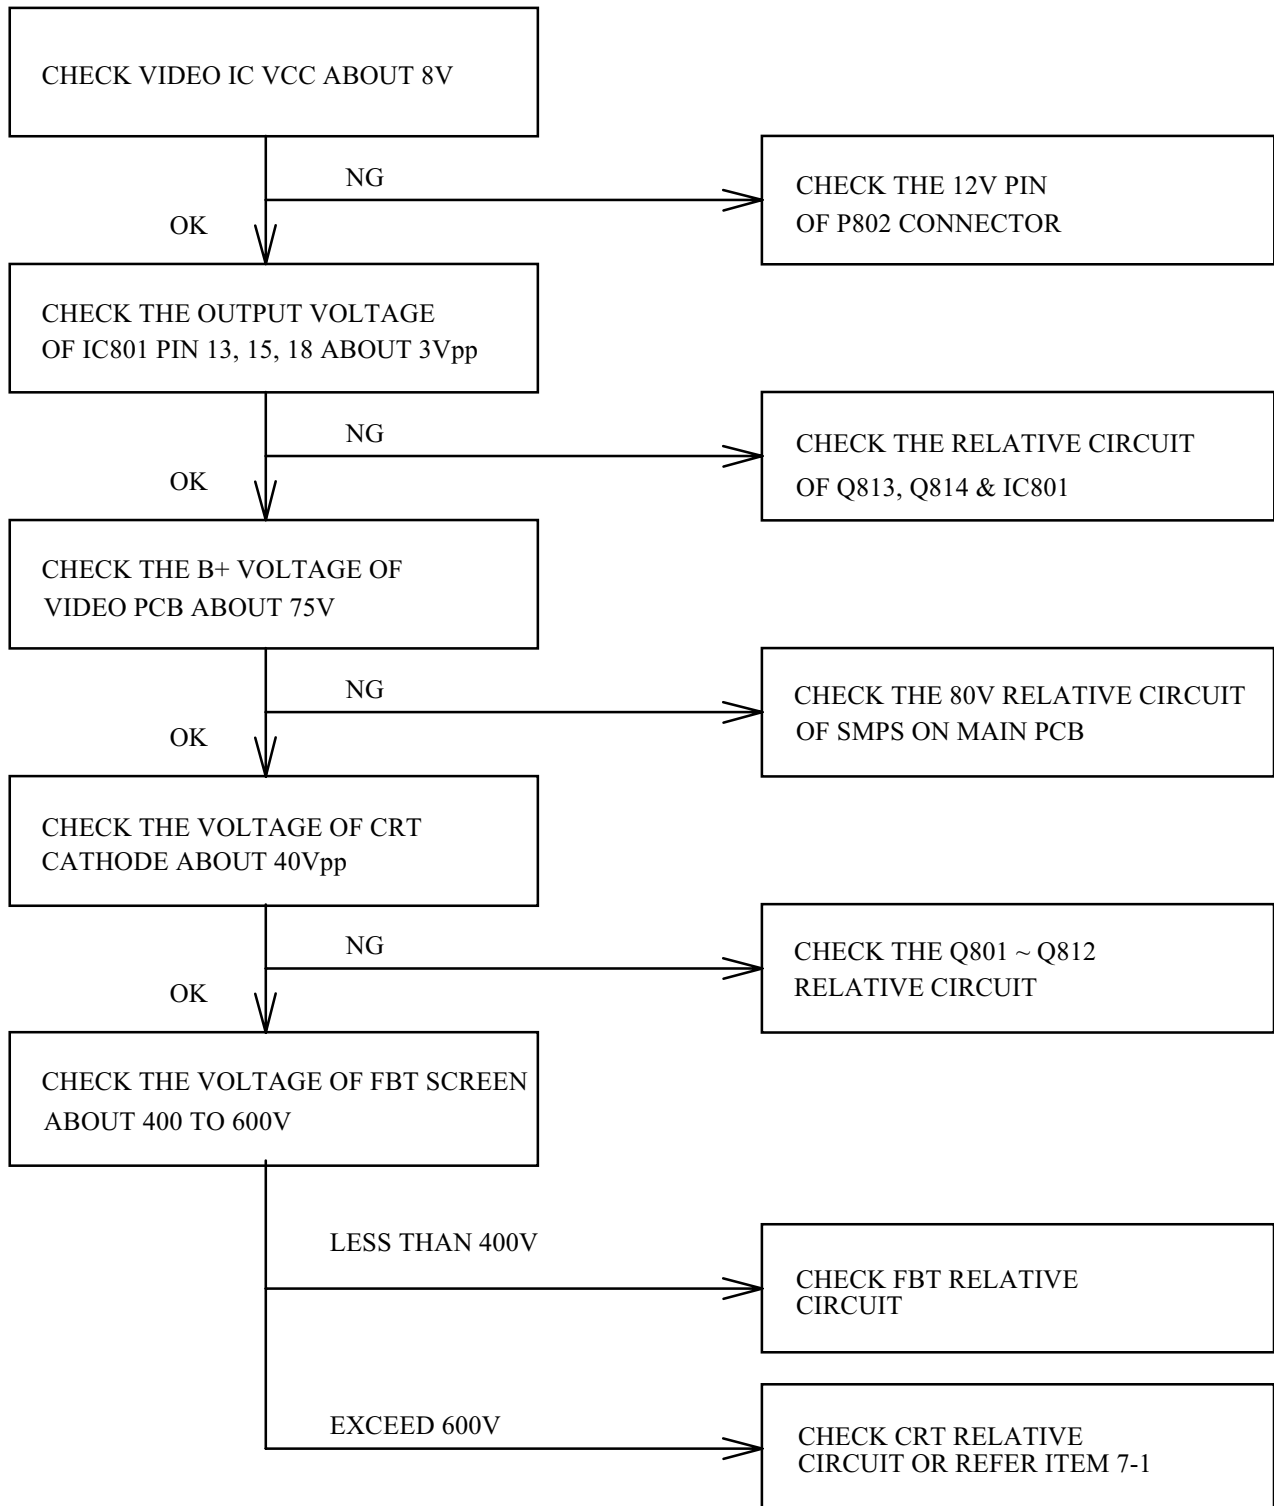 CHECK VIDEO IC VCC ABOUT 8V
NG
CHECK THE 12V PIN
OF P802 CONNECTOR
OK
CHECK THE OUTPUT VOLTAGE
OF IC801 PIN 13, 15, 18 ABOUT 3Vpp
NG
CHECK THE RELATIVE CIRCUIT
OF Q813, Q814 & IC801
OK
CHECK THE B+ VOLTAGE OF
VIDEO PCB ABOUT 75V
NG
CHECK THE 80V RELATIVE CIRCUIT
OF SMPS ON MAIN PCB
OK
CHECK THE VOLTAGE OF CRT
CATHODE ABOUT 40Vpp
NG
CHECK THE Q801 ~ Q812
RELATIVE CIRCUIT
OK
CHECK THE VOLTAGE OF FBT SCREEN
ABOUT 400 TO 600V
LESS THAN 400V
CHECK FBT RELATIVE
CIRCUIT
EXCEED 600V
CHECK CRT RELATIVE
CIRCUIT OR REFER ITEM 7-1